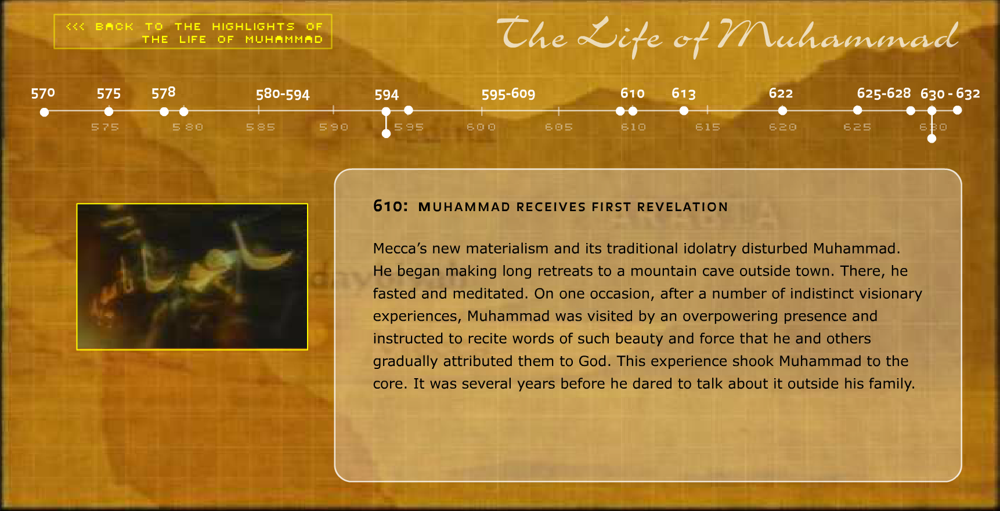 <<< BACK TO THE HIGHLIGHTS OF
THE LIFE OF MUHAMMAD
The Life of Muhammad
570 575 578 580-594 594 595-609 610 613 622 625-628 630 - 632
575 580 585 590 595 600 605 610 615 620 625 630
610: MUHAMMAD RECEIVES FIRST REVELATION
Mecca’s new materialism and its traditional idolatry disturbed Muhammad.
He began making long retreats to a mountain cave outside town. There, he
fasted and meditated. On one occasion, after a number of indistinct visionary
experiences, Muhammad was visited by an overpowering presence and
instructed to recite words of such beauty and force that he and others
gradually attributed them to God. This experience shook Muhammad to the
core. It was several years before he dared to talk about it outside his family.